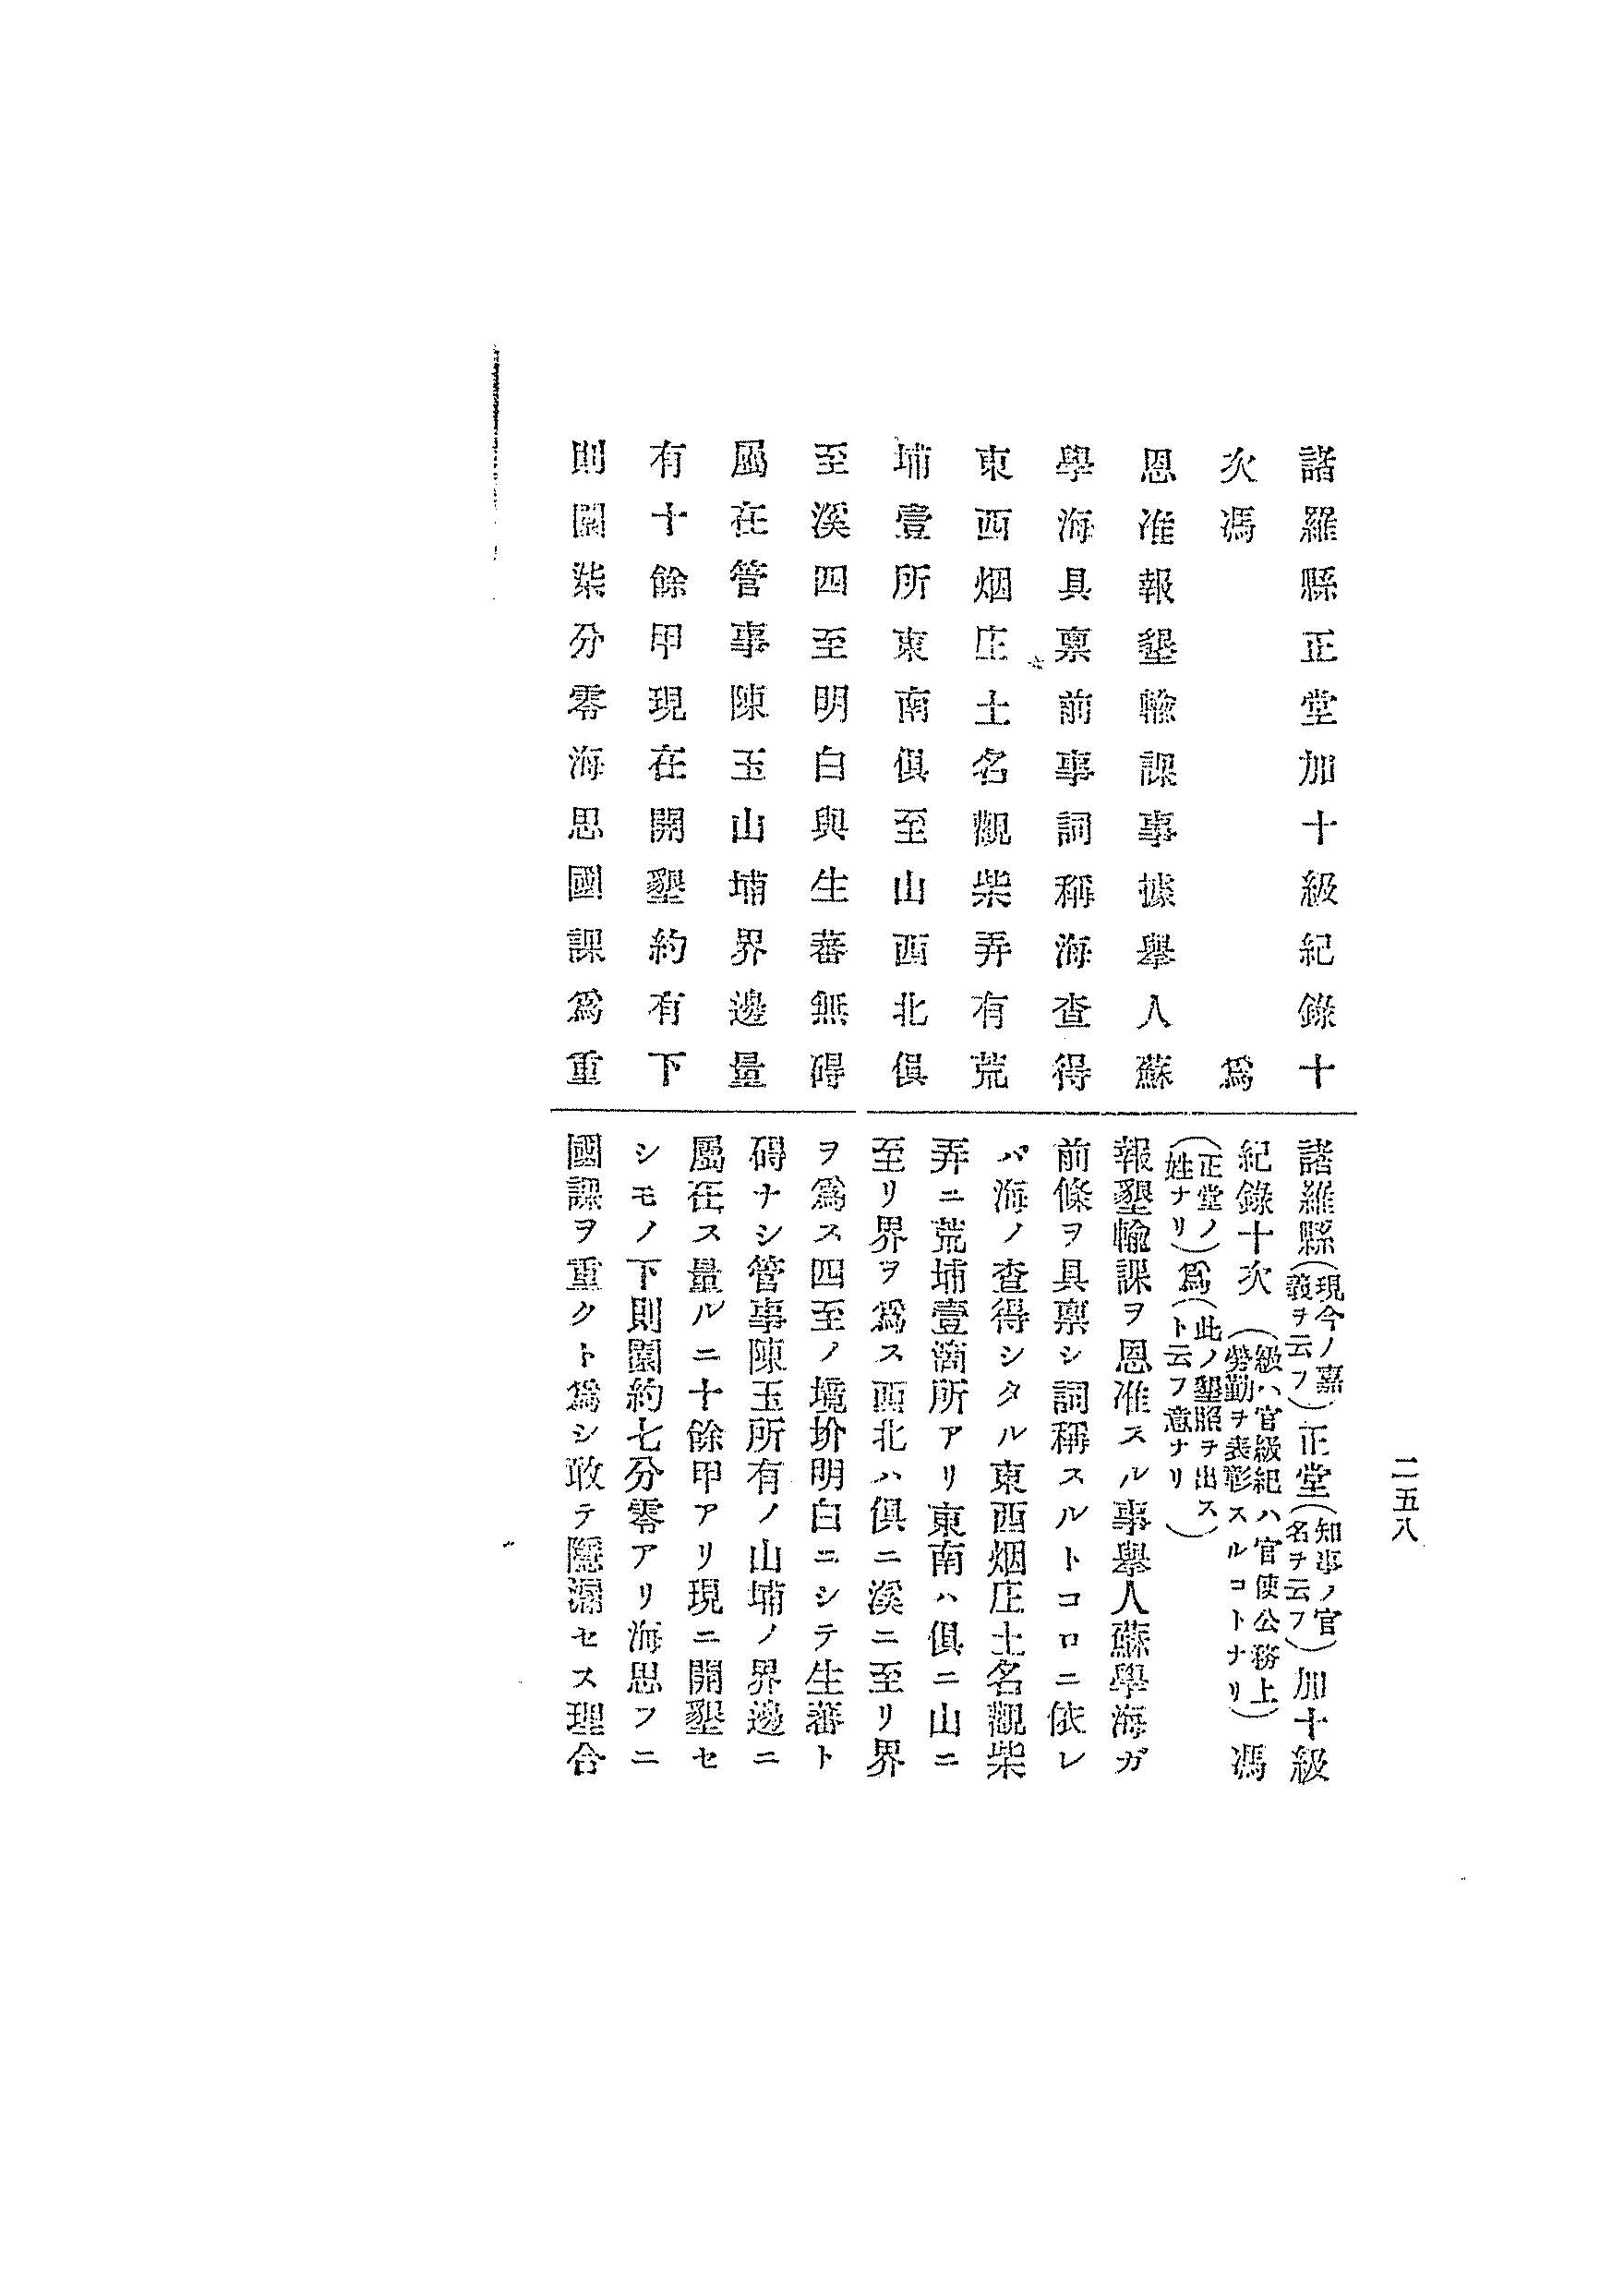 二五八
諸羅縣正堂加十級紀錄十
次馮　　　　　　　　爲
恩准報墾輸課事據擧人蘇
學海具禀前事詞稱海查得
東西烟庄土名觀柴弄有荒
埔壹所東南俱至山西北俱
至溪四至明白與生蕃無碍
屬在管事陳玉山埔界邊量
有十餘甲現在開墾約有下
則園柒分零海思國課爲重
諸羅縣(現今ノ嘉義ヲ云フ)正堂(知事ノ官名ヲ云フ)加十級
紀錄十次(級ハ官級紀ハ官使公務上ノ勞勤ヲ表彰スルコトナリ)馮
(正堂ノ姓ナリ)爲(此ノ墾照ヲ出スト云フ意ナリ)
報墾輸課ヲ恩准スル事擧人蘇學海ガ
前條ヲ具禀シ詞稱スルトコロニ依レ
バ海ノ查得シタル東西烟庄土名觀柴
弄ニ荒埔壹箇所アリ東南ハ俱ニ山ニ
至リ界ヲ爲ス西北ハ俱ニ溪ニ至リ界
ヲ爲ス四至ノ境界明白ニシテ生蕃ト
碍ナシ管事陳玉所有ノ山埔ノ界邊ニ
屬在ス量ルニ十餘甲アリ現ニ開墾セ
シモノ下則園約七分零アリ海思フニ
國課ヲ重クト爲シ敢テ隱漏セス理合